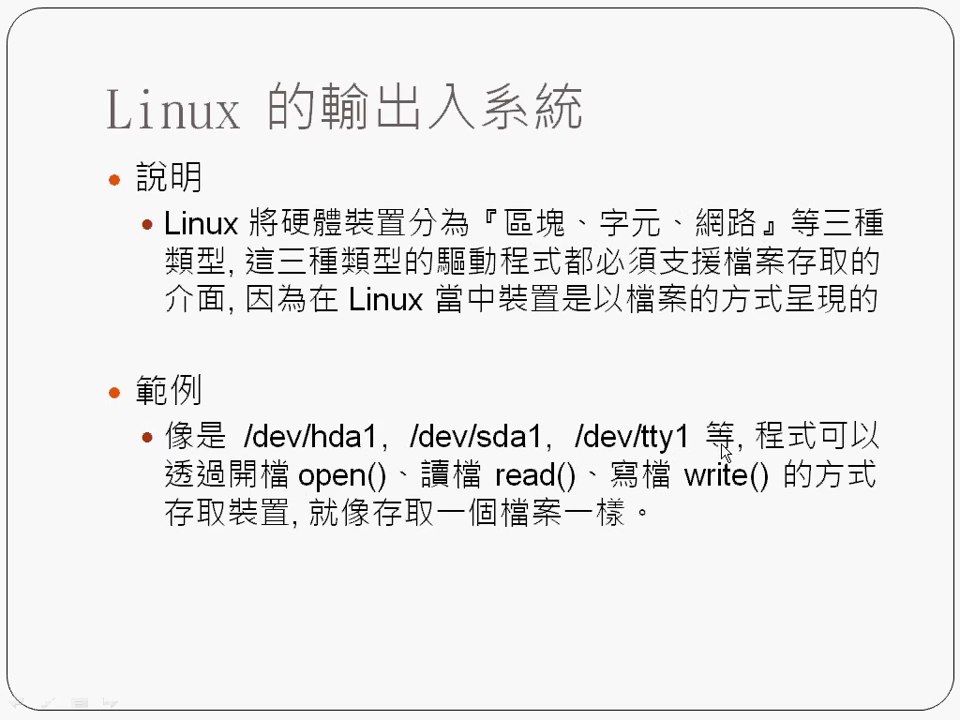 Linux 的輸出入系統
• 說明
• Linux 將硬體裝置分為『區塊、字元、網路』等三種
類型, 這三種類型的驅動程式都必須支援檔案存取的
介面, 因為在 Linux 當中裝置是以檔案的方式呈現的
• 範例
• 像是 /dev/hda1, /dev/sda1, /dev/tty1 等, 程式可以
透過開檔 open()、讀檔 read()、寫檔 write() 的方式
存取裝置, 就像存取一個檔案一樣。